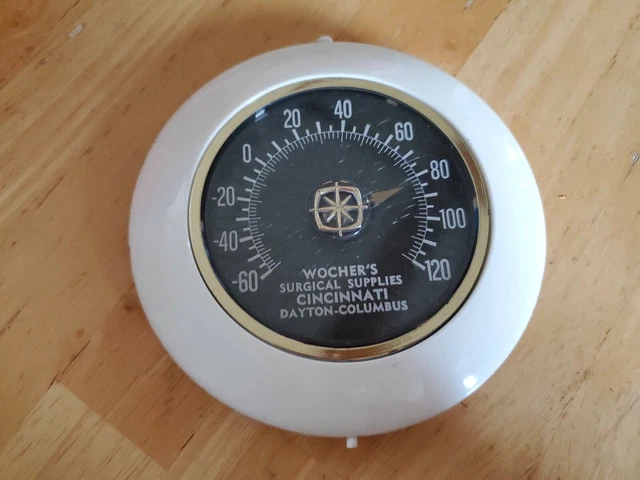 -60
-40
-20
0
20
40
60
80
100
120
WOCHER'S
SURGICAL SUPPLIES
CINCINNATI
DAYTON-COLUMBUS